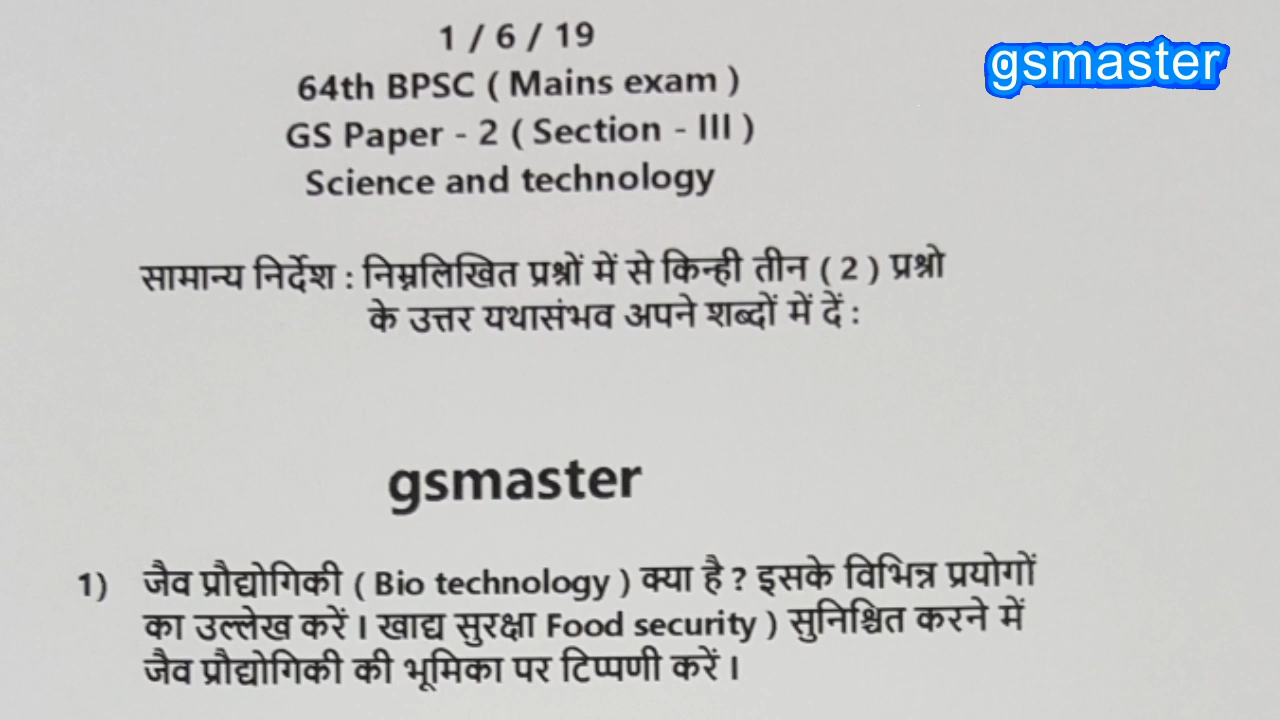 1 / 6 / 19
gsmaster
64th BPSC ( Mains exam )
GS Paper - 2 ( Section - III )
Science and technology
सामान्य निर्देश : निम्नलिखित प्रश्नों में से किन्ही तीन ( 2 ) प्रश्नो
के उत्तर यथासंभव अपने शब्दों में दें :
gsmaster
1) जैव प्रौद्योगिकी ( Bio technology ) क्या है ? इसके विभिन्न प्रयोगों
का उल्लेख करें । खाद्य सुरक्षा Food security ) सुनिश्चित करने में
जैव प्रौद्योगिकी की भूमिका पर टिप्पणी करें ।